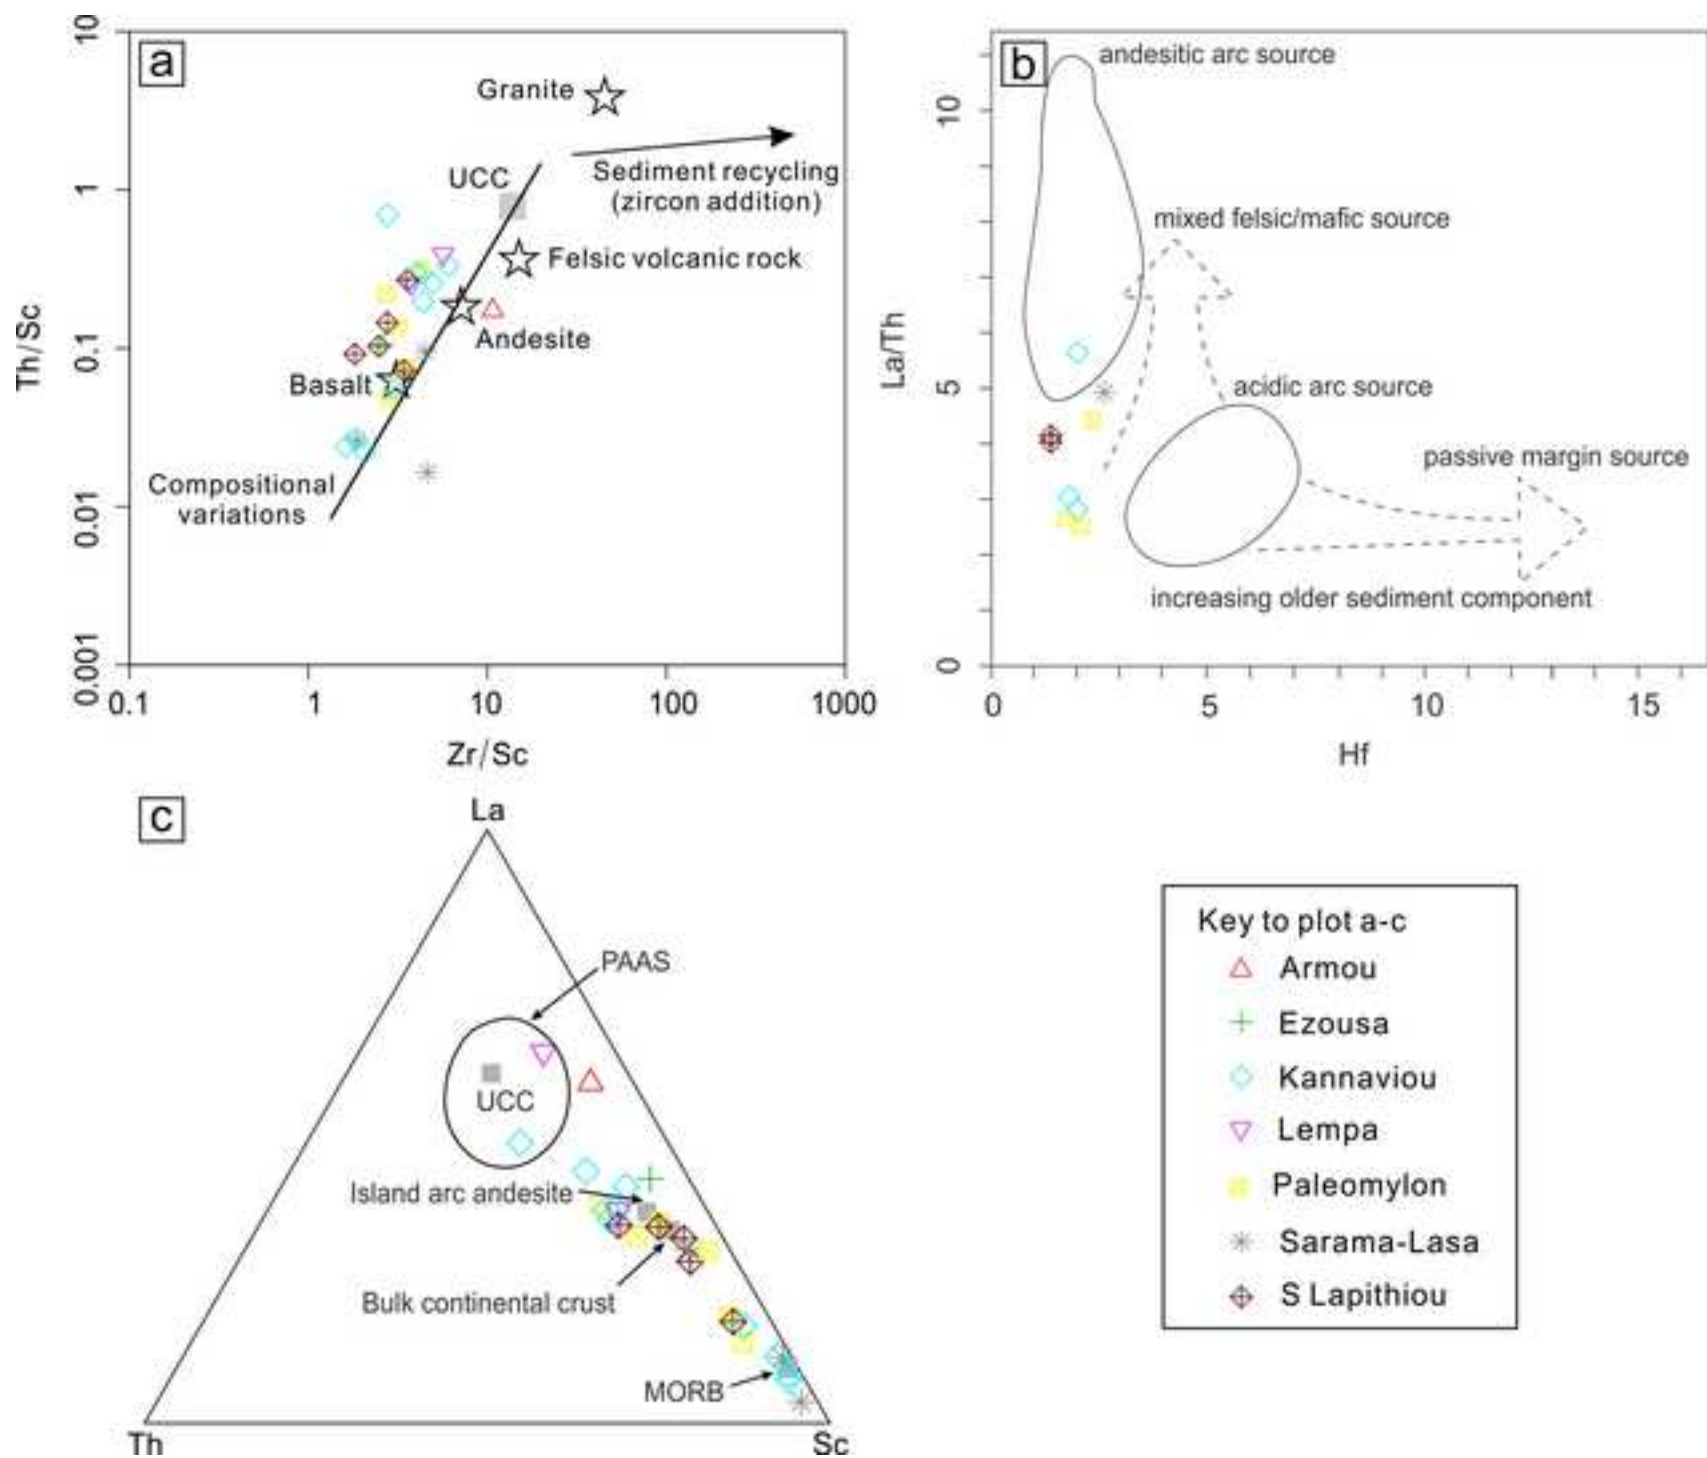 a
10
1
0.1
0.01
0.001
Th/Sc
Granite
UCC
Sediment recycling
(zircon addition)
Felsic volcanic rock
Andesite
Basalt
Compositional
variations
0.1
1
10
100
1000
Zr/Sc
b
andesitic arc source
10
5
0
La/Th
mixed felsic/mafic source
acidic arc source
passive margin source
increasing older sediment component
0
5
10
15
Hf
c
La
PAAS
UCC
Island arc andesite
Bulk continental crust
MORB
Th
Sc
Key to plot a-c
Armou
Ezousa
Kannaviou
Lempa
Paleomylon
Sarama-Lasa
S Lapithiou